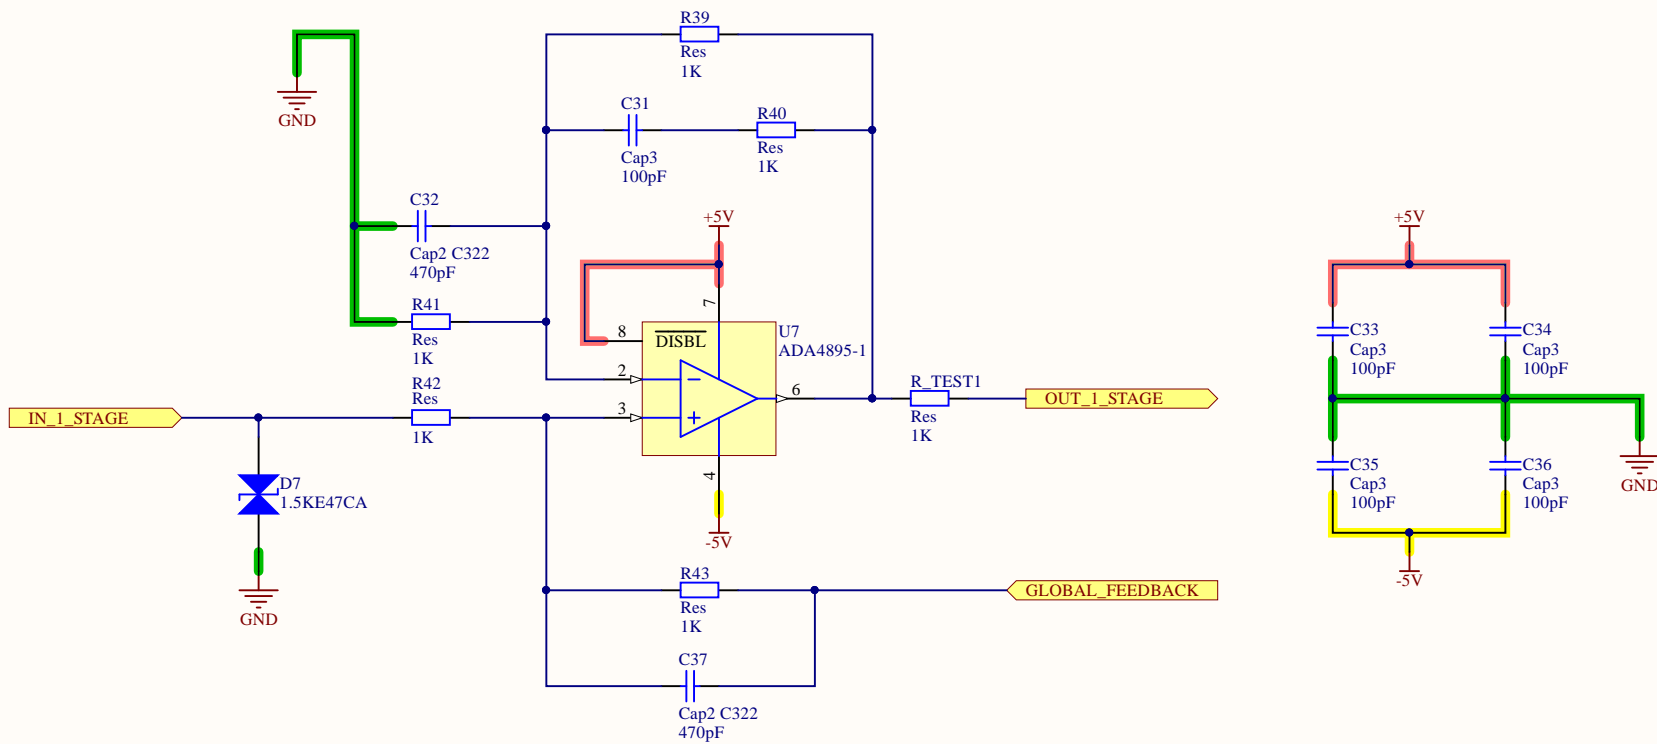 R39
Res
1K
GND
C31
Cap3
100pF
R40
Res
1K
C32
Cap2 C322
470pF
+5V
+5V
R41
Res
1K
7
8
DISBL
U7
ADA4895-1
C33
Cap3
100pF
C34
Cap3
100pF
R42
Res
1K
2
3
6
R_TEST1
Res
1K
IN_1_STAGE
OUT_1_STAGE
4
-5V
D7
1.5KE47CA
GND
C35
Cap3
100pF
C36
Cap3
100pF
GND
-5V
R43
Res
1K
GLOBAL_FEEDBACK
C37
Cap2 C322
470pF